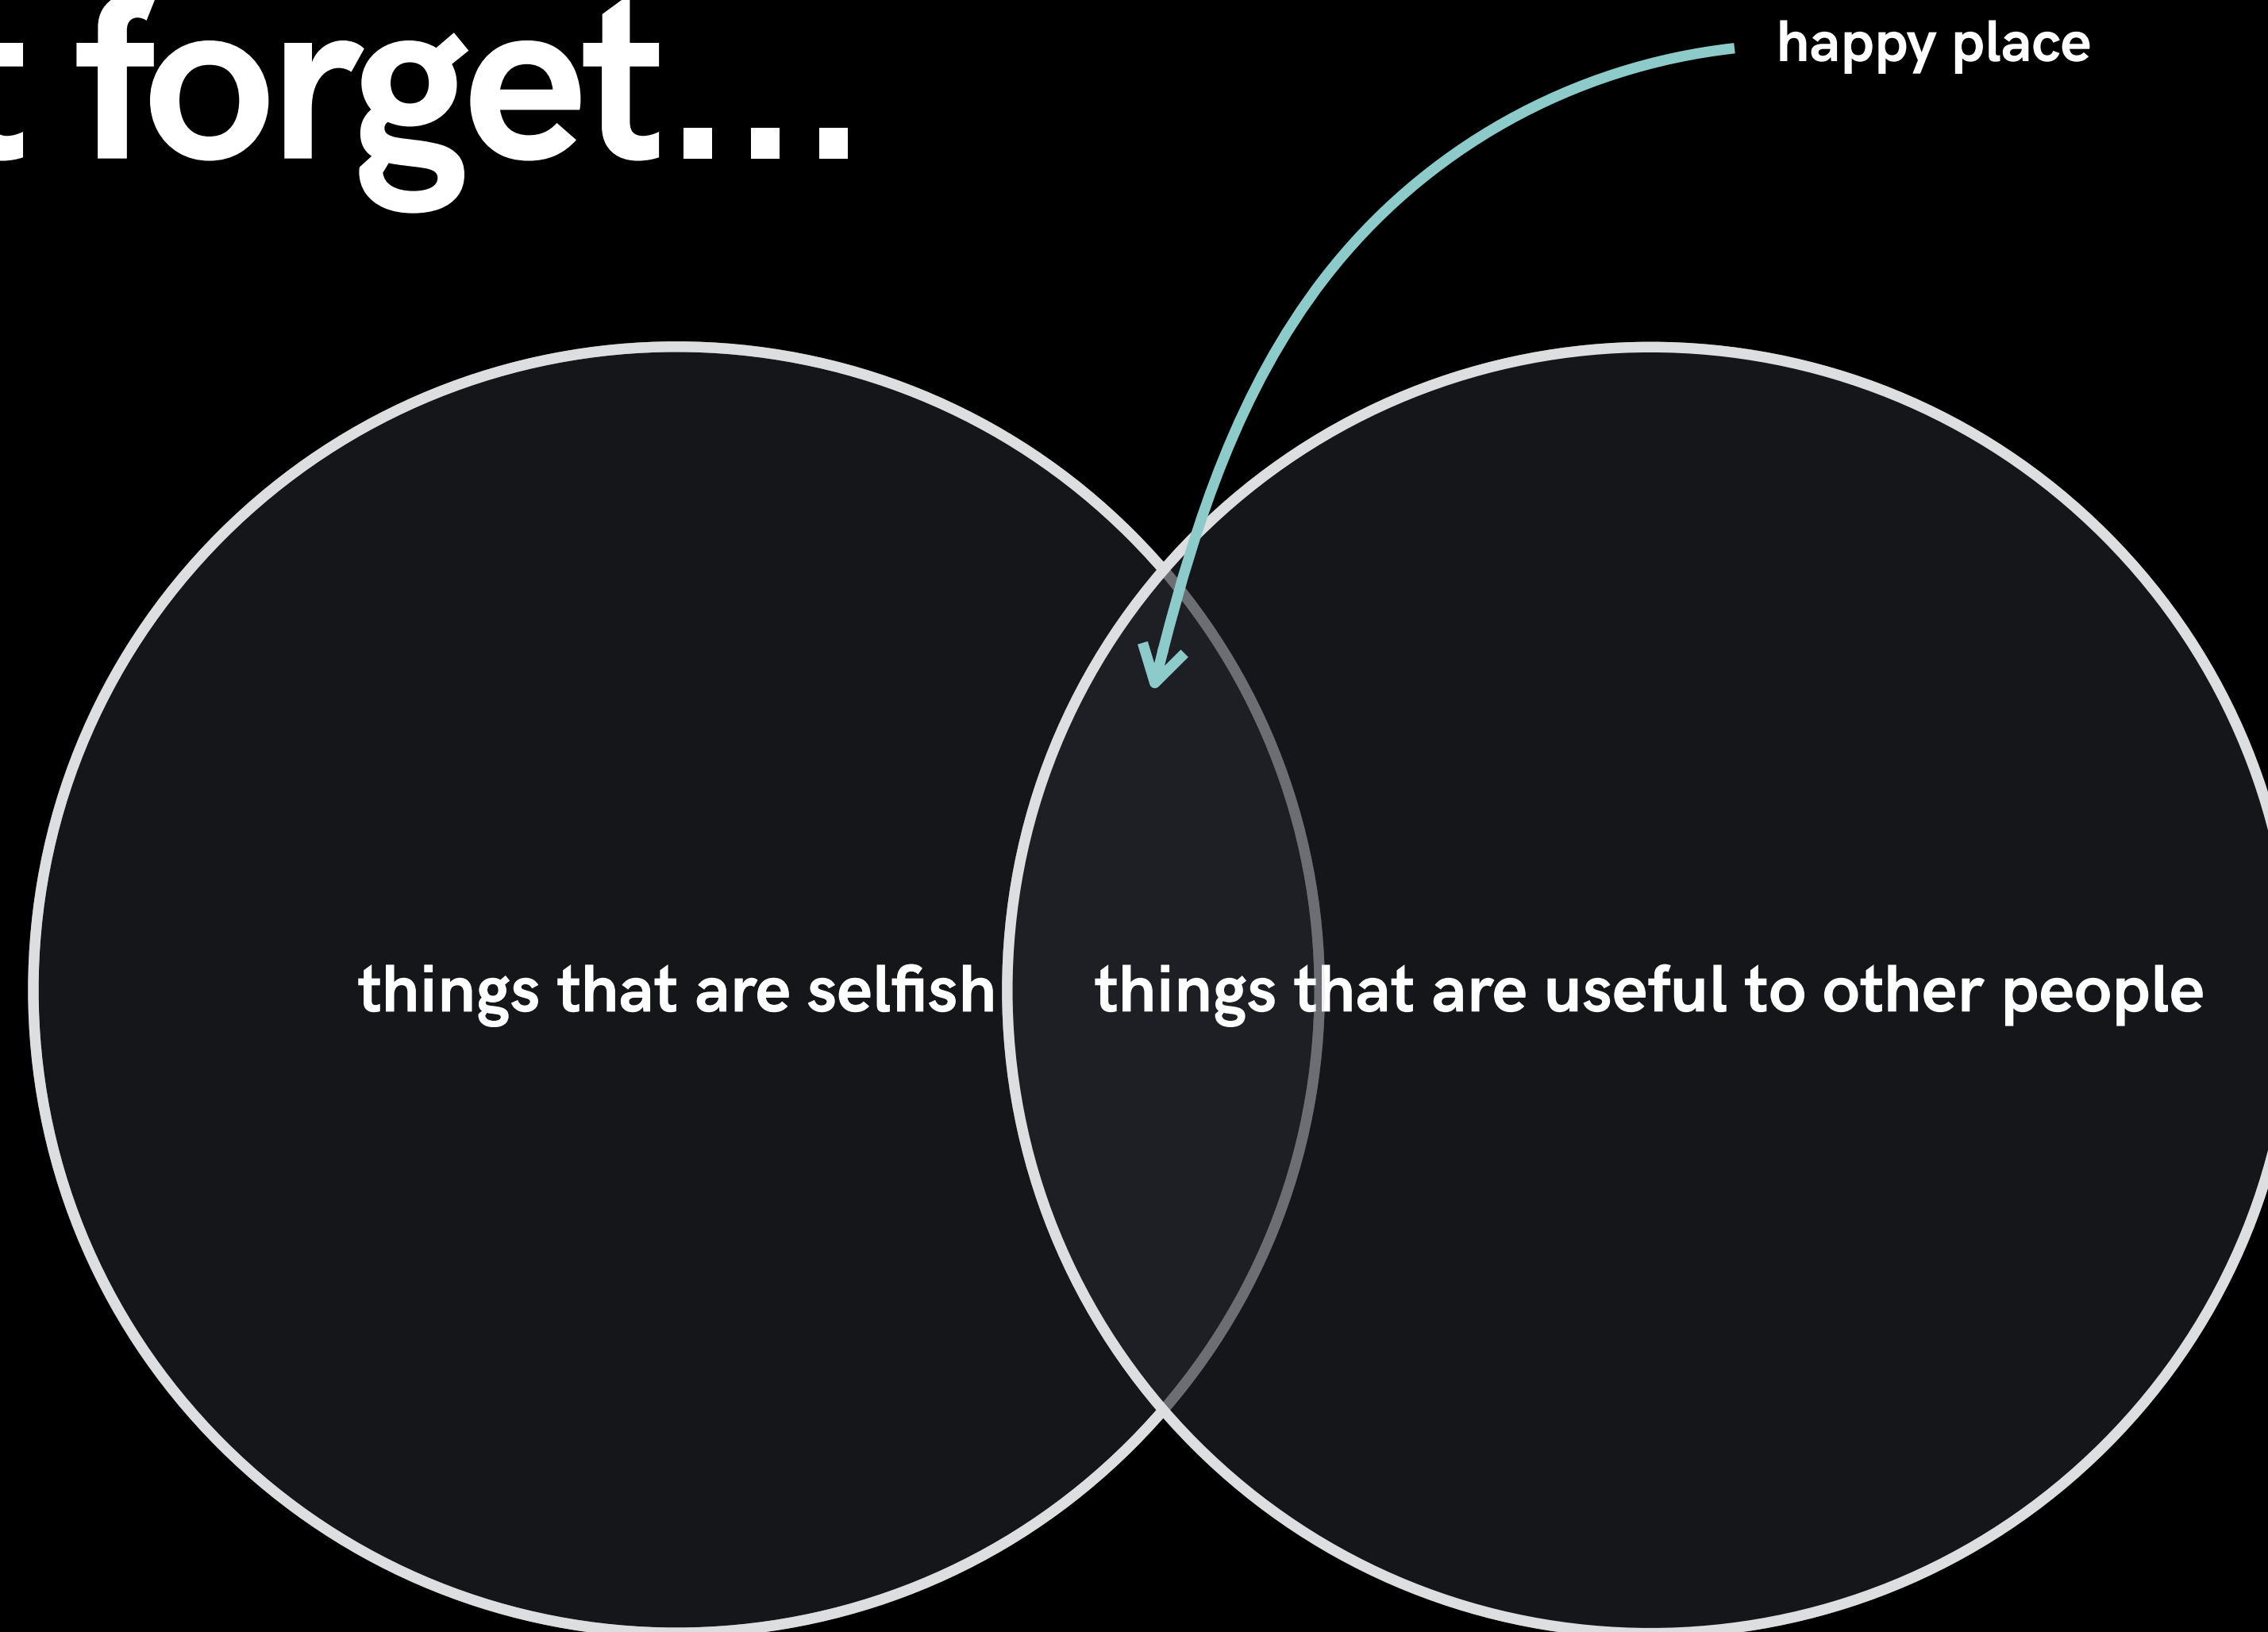 t forget...
happy place
things that are selfish
things that are useful to other people